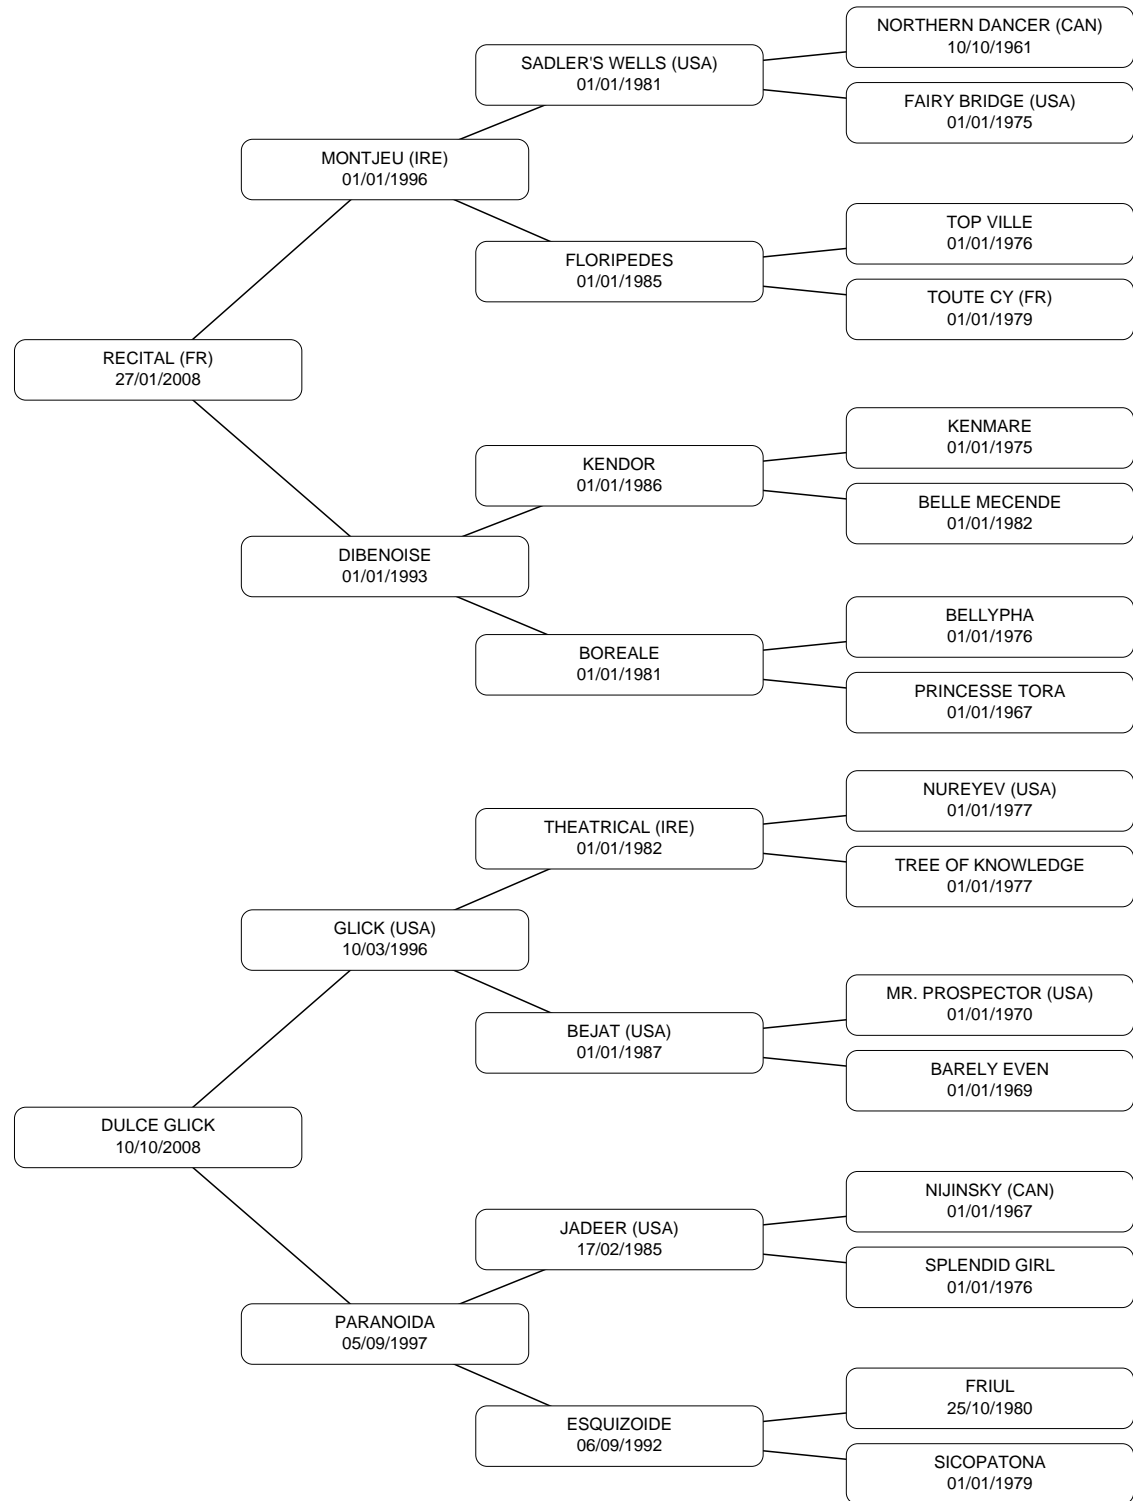 NORTHERN DANCER (CAN)
10/10/1961
SADLER'S WELLS (USA)
01/01/1981
FAIRY BRIDGE (USA)
01/01/1975
MONTJEU (IRE)
01/01/1996
TOP VILLE
01/01/1976
FLORIPEDES
01/01/1985
TOUTE CY (FR)
01/01/1979
RECITAL (FR)
27/01/2008
KENMARE
01/01/1975
KENDOR
01/01/1986
BELLE MECENDE
01/01/1982
DIBENOISE
01/01/1993
BELLYPHA
01/01/1976
BOREALE
01/01/1981
PRINCESSE TORA
01/01/1967
NUREYEV (USA)
01/01/1977
THEATRICAL (IRE)
01/01/1982
TREE OF KNOWLEDGE
01/01/1977
GLICK (USA)
10/03/1996
MR. PROSPECTOR (USA)
01/01/1970
BEJAT (USA)
01/01/1987
BARELY EVEN
01/01/1969
DULCE GLICK
10/10/2008
NIJINSKY (CAN)
01/01/1967
JADEER (USA)
17/02/1985
SPLENDID GIRL
01/01/1976
PARANOIDA
05/09/1997
FRIUL
25/10/1980
ESQUIZOIDE
06/09/1992
SICOPATONA
01/01/1979